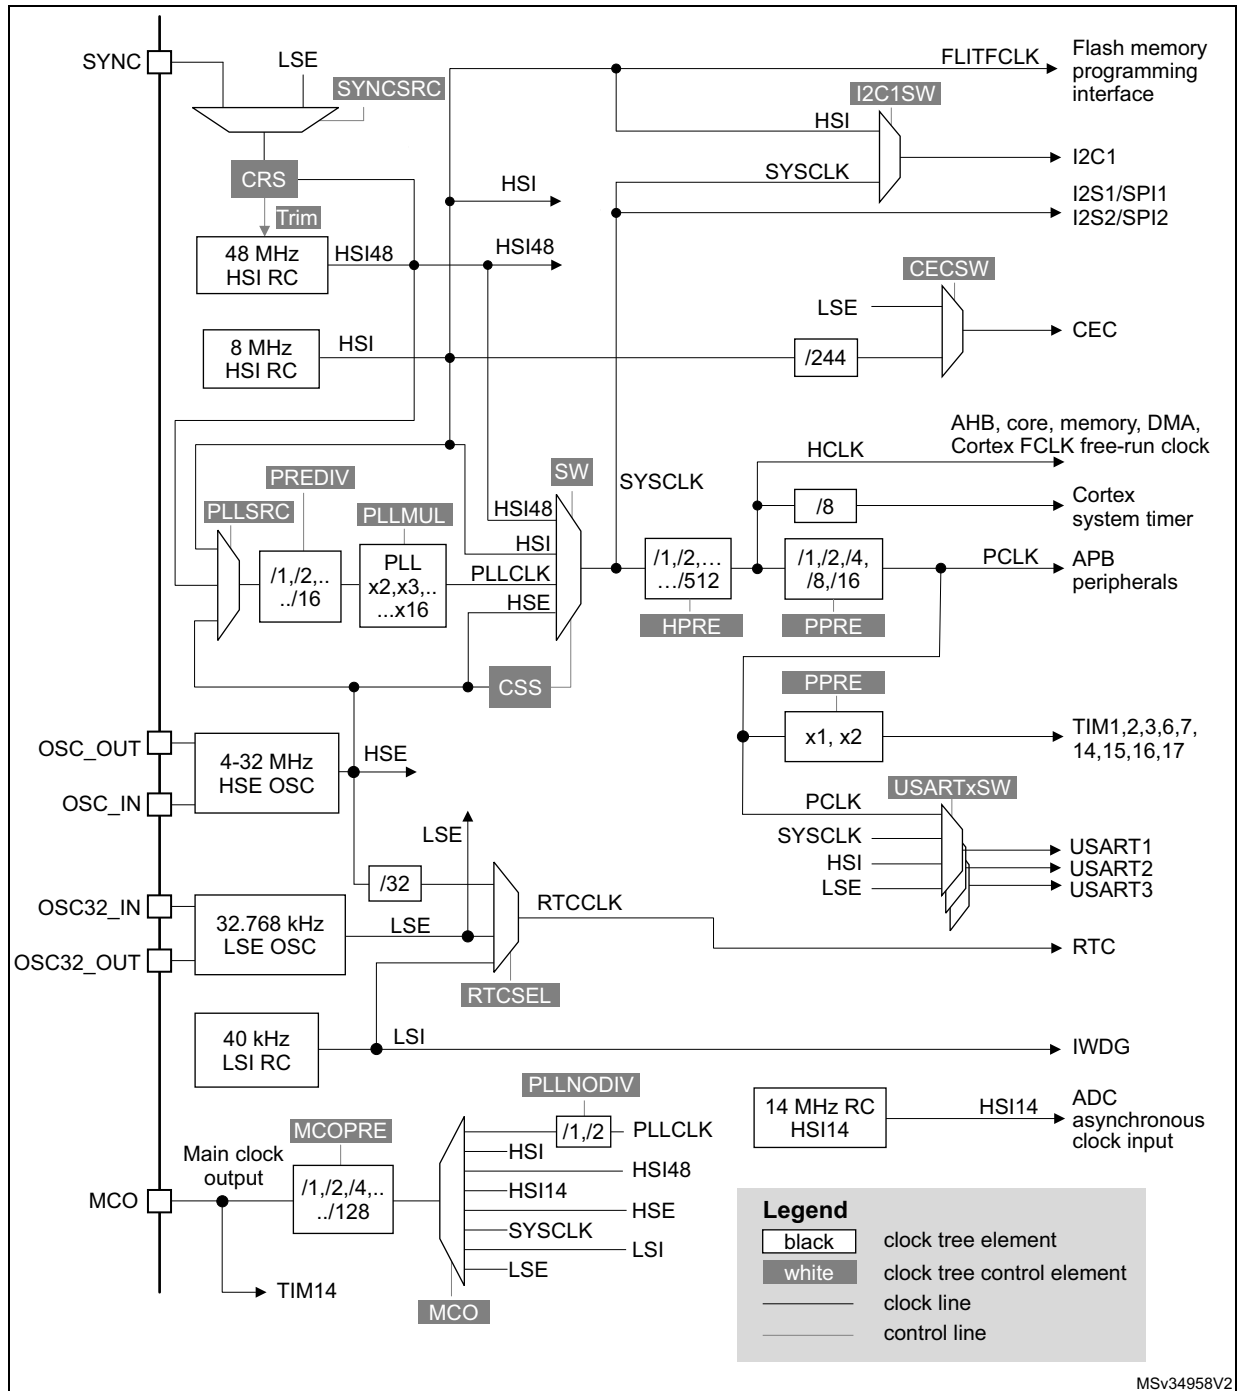 SYNC
LSE
SYNCSRC
CRS
Trim
48 MHz
HSI RC
HSI48
HSI
HSI48
8 MHz
HSI RC
HSI
FLITFCLK
Flash memory
programming
interface
I2C1SW
HSI
SYSCLK
I2C1
I2S1/SPI1
I2S2/SPI2
CECSW
LSE
/244
CEC
AHB, core, memory, DMA,
Cortex FCLK free-run clock
HCLK
/8
Cortex
system timer
PLLSRC
PREDIV
/1,/2,..
../16
PLLMUL
PLL
x2,x3,..
...x16
SW
HSI48
HSI
PLLCLK
HSE
CSS
SYSCLK
/1,/2,…
…/512
HPRE
/1,/2,/4,
/8,/16
PPRE
PCLK
APB
peripherals
PPRE
x1, x2
TIM1,2,3,6,7,
14,15,16,17
OSC_OUT
OSC_IN
4-32 MHz
HSE OSC
HSE
USARTxSW
PCLK
SYSCLK
HSI
LSE
USART1
USART2
USART3
LSE
/32
OSC32_IN
OSC32_OUT
32.768 kHz
LSE OSC
LSE
RTCCLK
RTCSEL
RTC
40 kHz
LSI RC
LSI
IWDG
14 MHz RC
HSI14
HSI14
ADC
asynchronous
clock input
PLLNODIV
/1,/2
PLLCLK
HSI
HSI48
HSI14
HSE
SYSCLK
LSI
LSE
MCOPRE
/1,/2,/4,..
../128
Main clock
output
MCO
TIM14
MCO
Legend
black
clock tree element
white
clock tree control element
clock line
control line
MSv34958V2